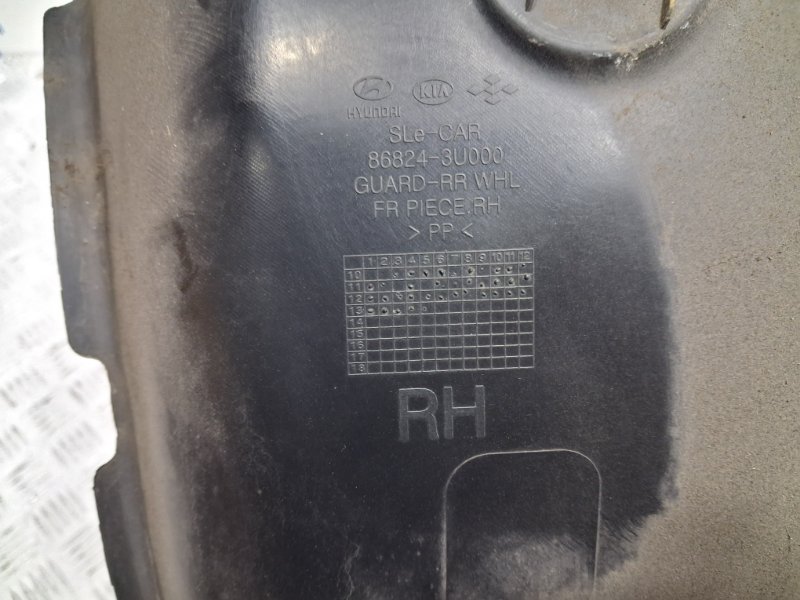 HYUNDAI KIA
SLe-CAR
86824-3U000
GUARD-RR WHL
FR PIECE.RH
>PP<
1 2 3 4 5 6 7 8 9 10 11 12
10
11
12
13
14
15
16
17
18
RH